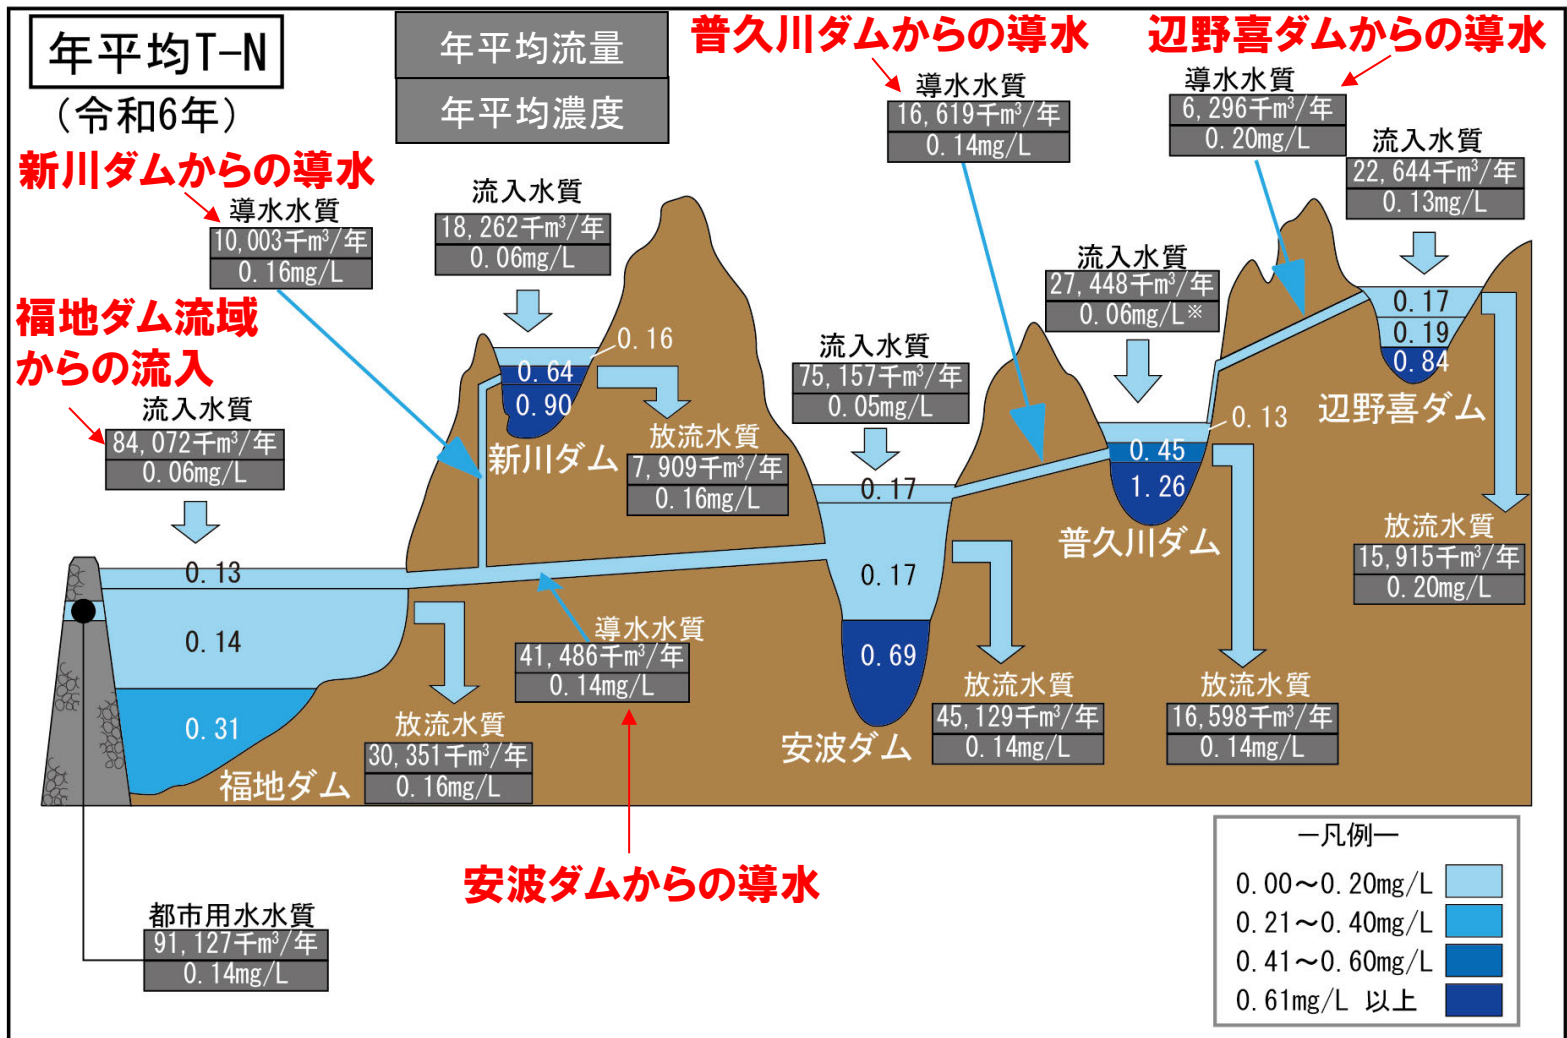 年平均T-N
(令和6年)
年平均流量
年平均濃度
普久川ダムからの導水
導水水質
16,619千m³/年
0.14mg/L
辺野喜ダムからの導水
導水水質
6,296千m³/年
0.20mg/L
流入水質
22,644千m³/年
0.13mg/L
新川ダムからの導水
導水水質
10,003千m³/年
0.16mg/L
流入水質
18,262千m³/年
0.06mg/L
流入水質
27,448千m³/年
0.06mg/L※
福地ダム流域
からの流入
流入水質
84,072千m³/年
0.06mg/L
0.16
0.64
0.90
新川ダム
放流水質
7,909千m³/年
0.16mg/L
流入水質
75,157千m³/年
0.05mg/L
0.17
0.19
0.84
辺野喜ダム
0.13
0.45
1.26
普久川ダム
0.17
0.17
0.69
安波ダム
放流水質
15,915千m³/年
0.20mg/L
0.13
0.14
0.31
福地ダム
導水水質
41,486千m³/年
0.14mg/L
放流水質
30,351千m³/年
0.16mg/L
放流水質
45,129千m³/年
0.14mg/L
放流水質
16,598千m³/年
0.14mg/L
安波ダムからの導水
都市用水水質
91,127千m³/年
0.14mg/L
—凡例—
0.00～0.20mg/L
0.21～0.40mg/L
0.41～0.60mg/L
0.61mg/L 以上